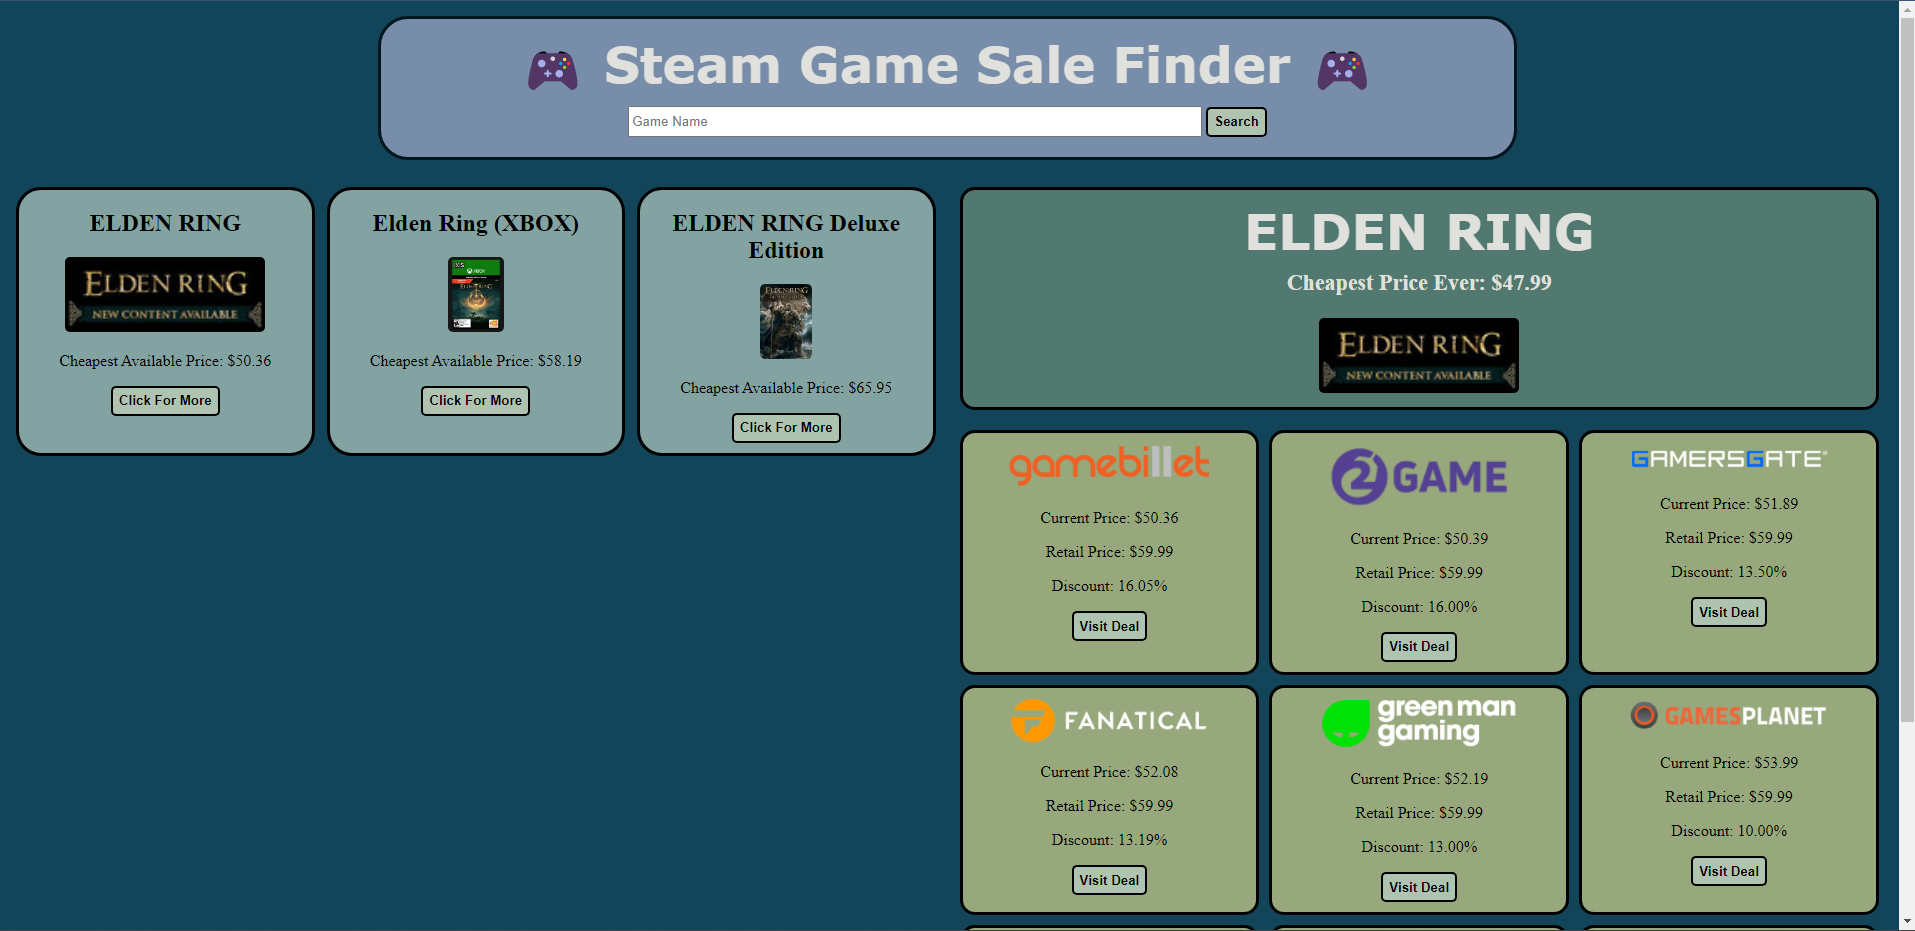 Steam Game Sale Finder
Game Name
Search
ELDEN RING
ELDEN RING
NEW CONTENT AVAILABLE
Cheapest Available Price: $50.36
Click For More
Elden Ring (XBOX)
XBOX
ELDEN RING
Cheapest Available Price: $58.19
Click For More
ELDEN RING Deluxe
Edition
ELDEN RING
Cheapest Available Price: $65.95
Click For More
ELDEN RING
Cheapest Price Ever: $47.99
ELDEN RING
NEW CONTENT AVAILABLE
gamebillet
Current Price: $50.36
Retail Price: $59.99
Discount: 16.05%
Visit Deal
2GAME
Current Price: $50.39
Retail Price: $59.99
Discount: 16.00%
Visit Deal
GAMERSGATE
Current Price: $51.89
Retail Price: $59.99
Discount: 13.50%
Visit Deal
FANATICAL
Current Price: $52.08
Retail Price: $59.99
Discount: 13.19%
Visit Deal
green man
gaming
Current Price: $52.19
Retail Price: $59.99
Discount: 13.00%
Visit Deal
GAMESPLANET
Current Price: $53.99
Retail Price: $59.99
Discount: 10.00%
Visit Deal